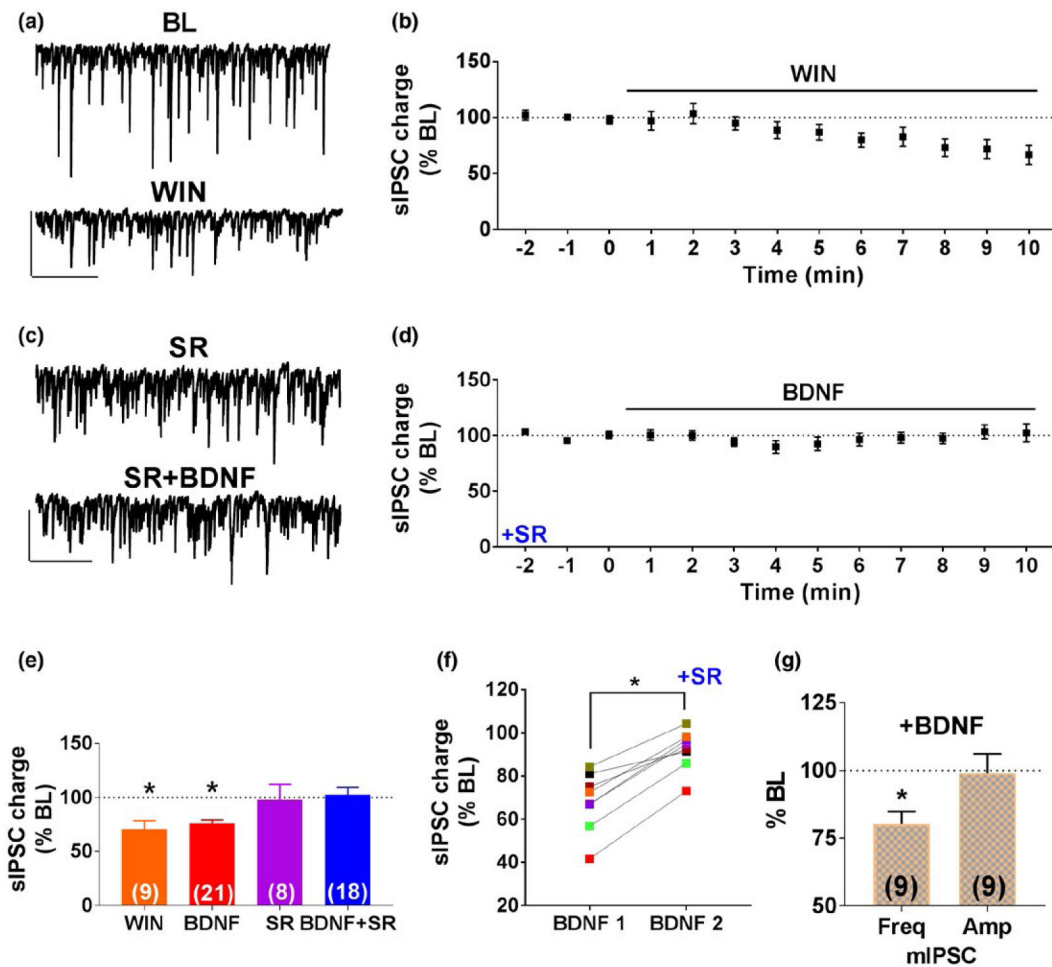 (a)
BL
WIN
(b)
sIPSC charge
(% BL)
150
100
50
0
WIN
-2 -1 0 1 2 3 4 5 6 7 8 9 10
Time (min)
(c)
SR
SR+BDNF
(d)
sIPSC charge
(% BL)
150
100
50
0
BDNF
+SR
-2 -1 0 1 2 3 4 5 6 7 8 9 10
Time (min)
(e)
sIPSC charge
(% BL)
150
100
50
0
* *
(9) (21) (8) (18)
WIN BDNF SR BDNF+SR
(f)
+SR
*
sIPSC charge
(% BL)
120
100
80
60
40
20
BDNF 1 BDNF 2
(g)
% BL
125
100
75
50
+BDNF
*
(9) (9)
Freq Amp
mIPSC